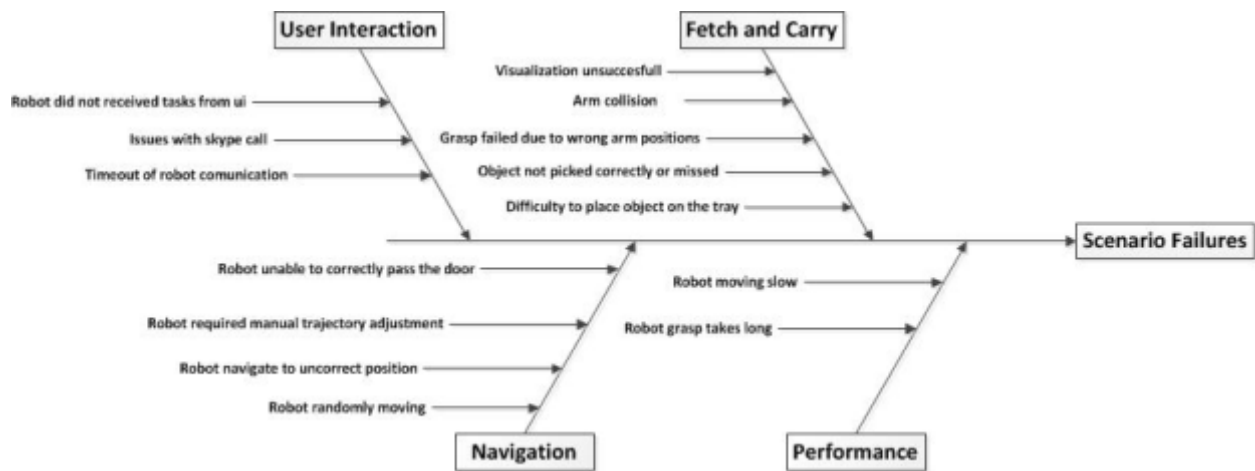 User Interaction
Fetch and Carry
Visualization unsuccesfull
Robot did not received tasks from ui
Arm collision
Issues with skype call
Grasp failed due to wrong arm positions
Timeout of robot comunication
Object not picked correctly or missed
Difficulty to place object on the tray
Scenario Failures
Robot unable to correctly pass the door
Robot moving slow
Robot required manual trajectory adjustment
Robot grasp takes long
Robot navigate to uncorrect position
Robot randomly moving
Navigation
Performance